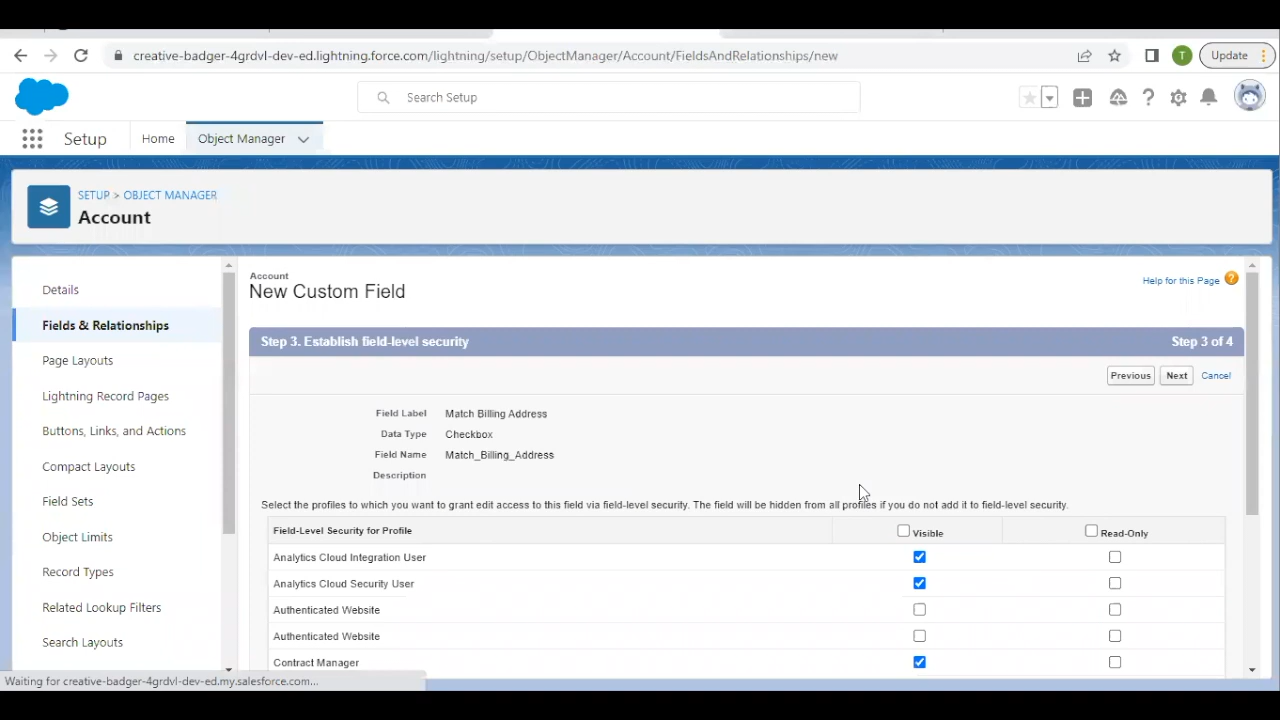 creative-badger-4grdvl-dev-ed.lightning.force.com/lightning/setup/ObjectManager/Account/FieldsAndRelationships/new
T
Update
Search Setup
Setup
Home
Object Manager
SETUP > OBJECT MANAGER
Account
Details
Fields & Relationships
Page Layouts
Lightning Record Pages
Buttons, Links, and Actions
Compact Layouts
Field Sets
Object Limits
Record Types
Related Lookup Filters
Search Layouts
Account
New Custom Field
Help for this Page ?
Step 3. Establish field-level security
Step 3 of 4
Previous
Next
Cancel
Field Label Match Billing Address
Data Type Checkbox
Field Name Match_Billing_Address
Description
Select the profiles to which you want to grant edit access to this field via field-level security. The field will be hidden from all profiles if you do not add it to field-level security.
Field-Level Security for Profile Visible Read-Only
Analytics Cloud Integration User
Analytics Cloud Security User
Authenticated Website
Authenticated Website
Contract Manager
Waiting for creative-badger-4grdvl-dev-ed.my.salesforce.com...